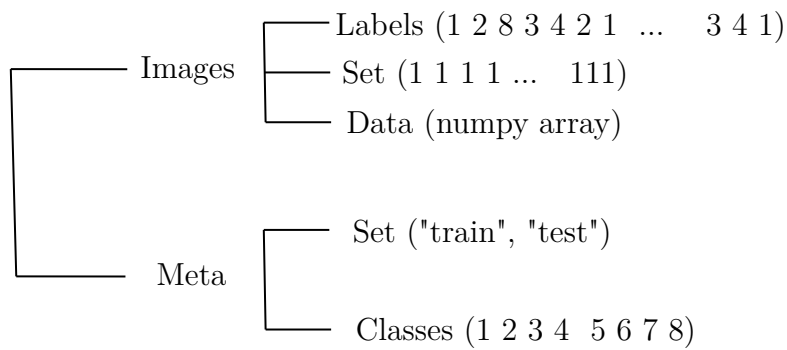 Labels (1 2 8 3 4 2 1 ... 3 4 1)
Images
Set (1 1 1 1 ... 111)
Data (numpy array)
Set ("train", "test")
Meta
Classes (1 2 3 4 5 6 7 8)